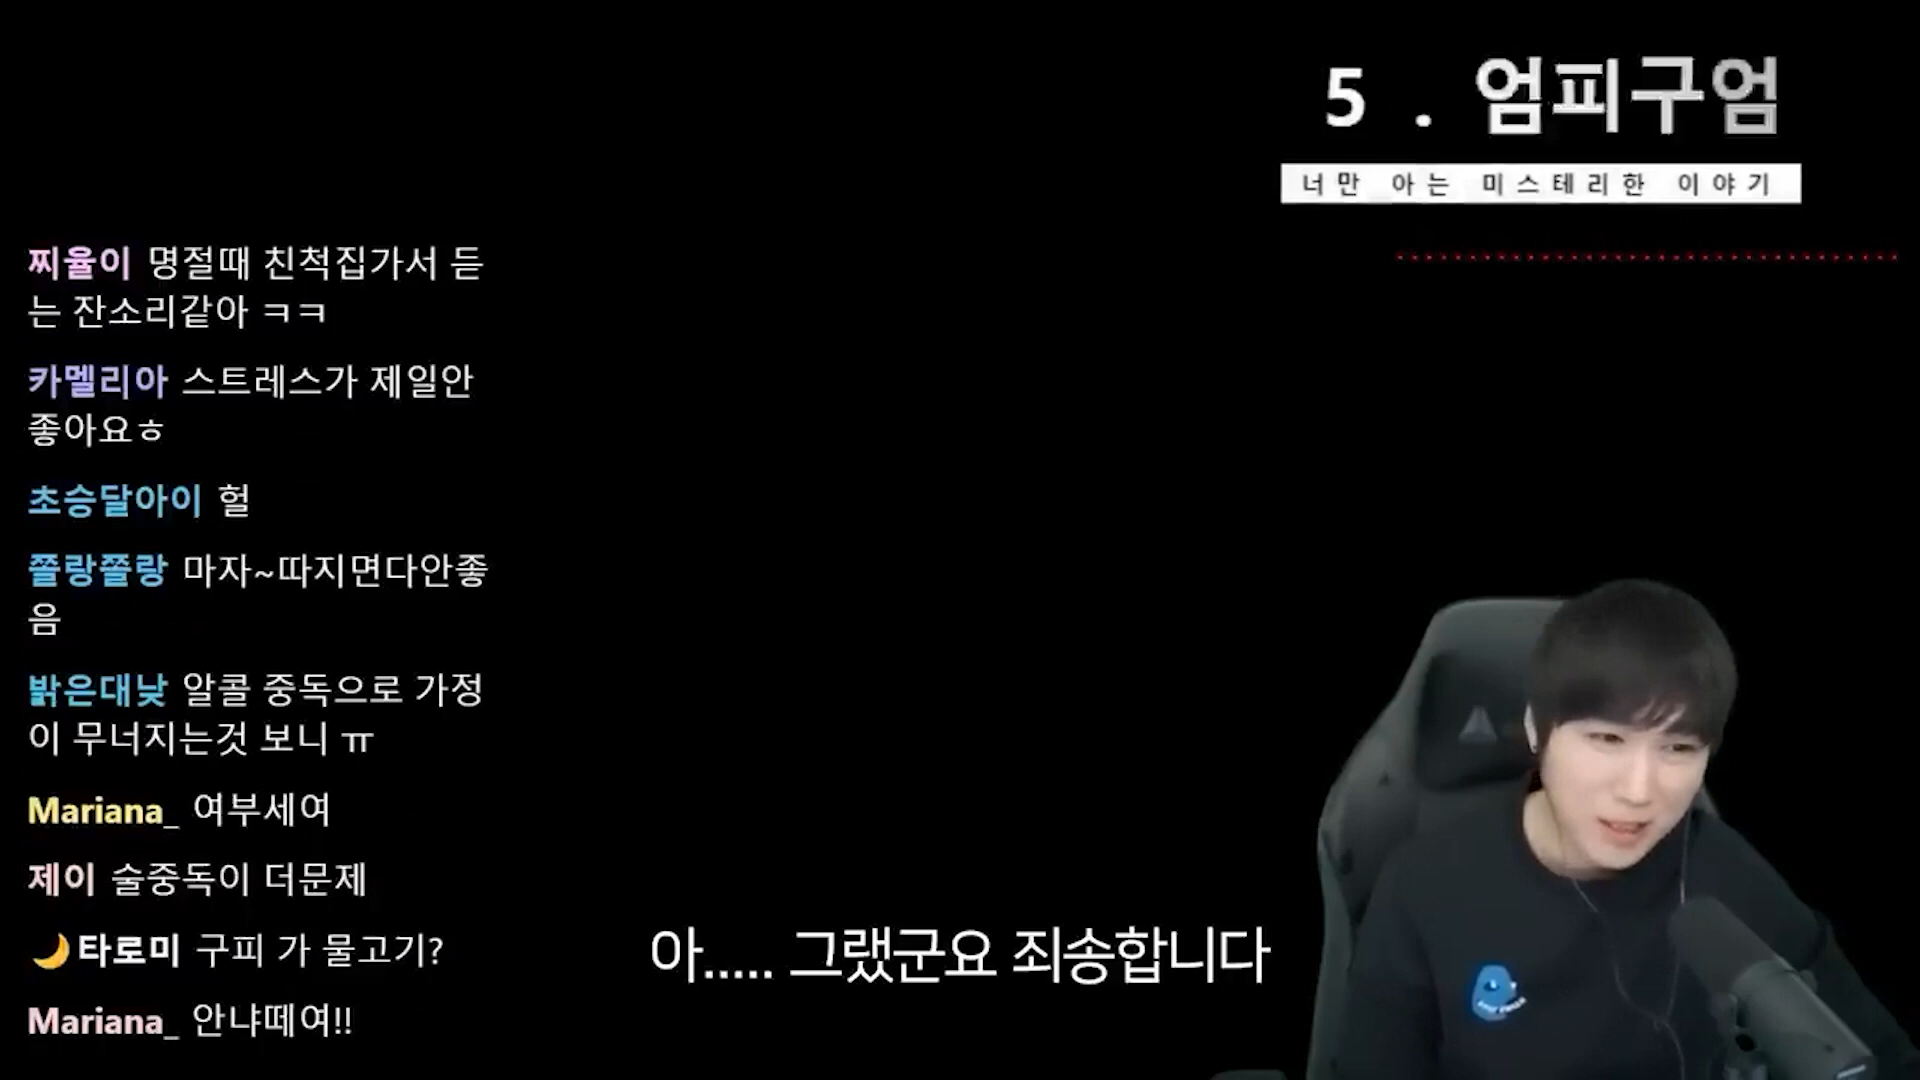 5 . 엄피구엄
너만 아는 미스테리한 이야기
찌율이 명절때 친척집가서 듣
는 잔소리같아 ㅋㅋ
카멜리아 스트레스가 제일안
좋아요ㅎ
초승달아이 헐
쫄랑쫄랑 마자~따지면다안좋
음
밝은대낮 알콜 중독으로 가정
이 무너지는것 보니 ㅠ
Mariana_ 여부세여
제이 술중독이 더문제
🌙타로미 구피 가 물고기?
Mariana_ 안냐떼여!!
아..... 그랬군요 죄송합니다